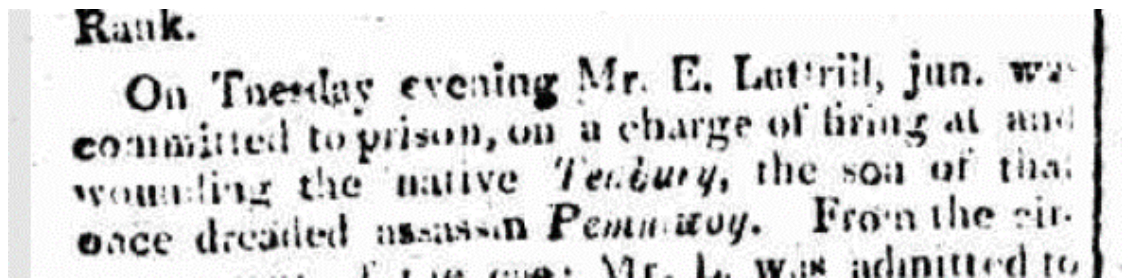 Rank.
On Tuesday evening Mr. E. Luttrill, jun. was
committed to prison, on a charge of firing at and
wounding the native Tedbury, the son of that
once dreaded assassin Pemulwoy. From the cir-
Mr. L. was admitted to